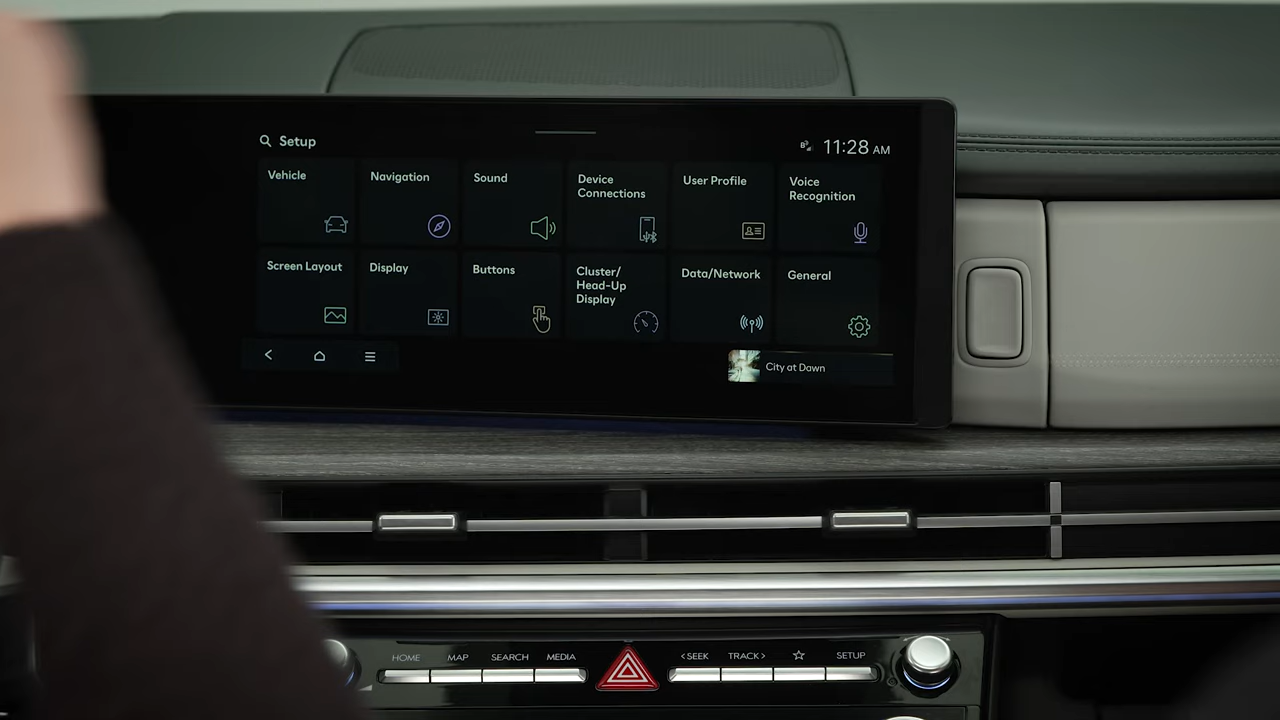 Setup
11:28 AM
Vehicle
Navigation
Sound
Device
Connections
User Profile
Voice
Recognition
Screen Layout
Display
Buttons
Cluster/
Head-Up
Display
Data/Network
General
City at Dawn
HOME
MAP
SEARCH
MEDIA
< SEEK
TRACK >
SETUP